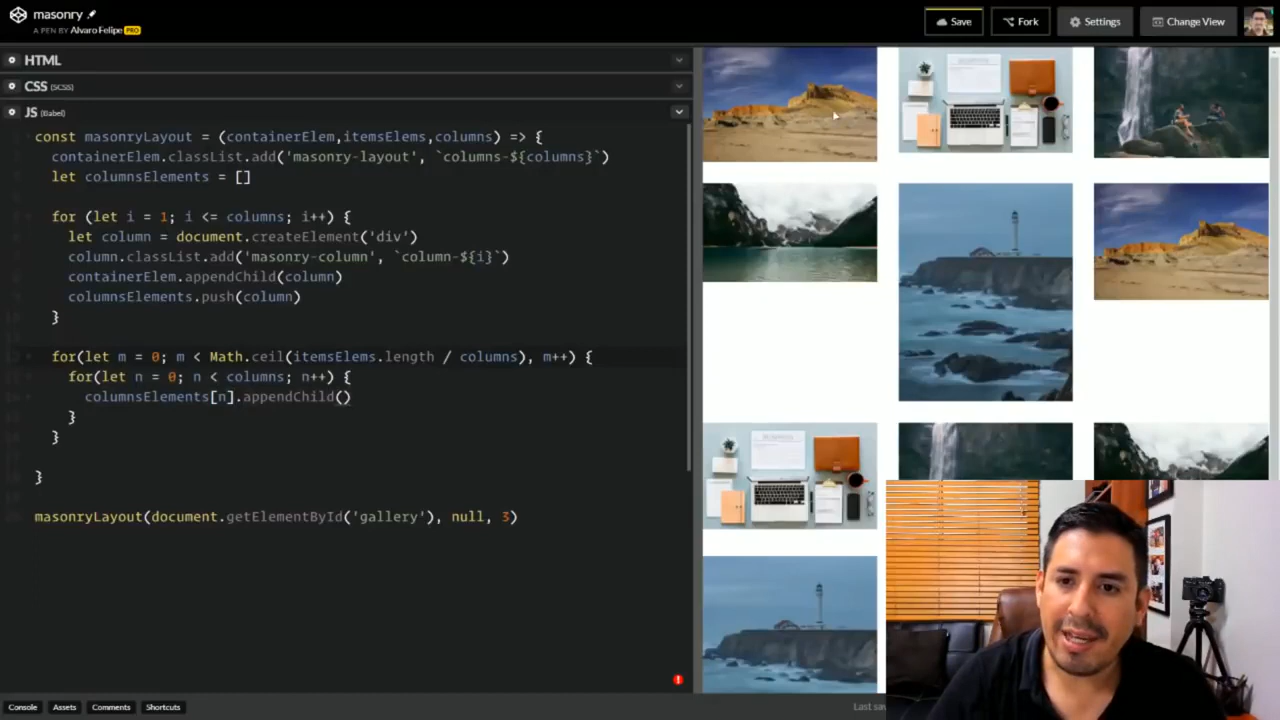 masonry
A PEN BY Alvaro Felipe PRO
Save
Fork
Settings
Change View
HTML
CSS (SCSS)
JS (Babel)
const masonryLayout = (containerElem,itemsElems,columns) => {
containerElem.classList.add('masonry-layout', `columns-${columns}`)
let columnsElements = []
for (let i = 1; i <= columns; i++) {
let column = document.createElement('div')
column.classList.add('masonry-column', `column-${i}`)
containerElem.appendChild(column)
columnsElements.push(column)
}
for(let m = 0; m < Math.ceil(itemsElems.length / columns), m++) {
for(let n = 0; n < columns; n++) {
columnsElements[n].appendChild()
}
}
}
masonryLayout(document.getElementById('gallery'), null, 3)
Console
Assets
Comments
Shortcuts